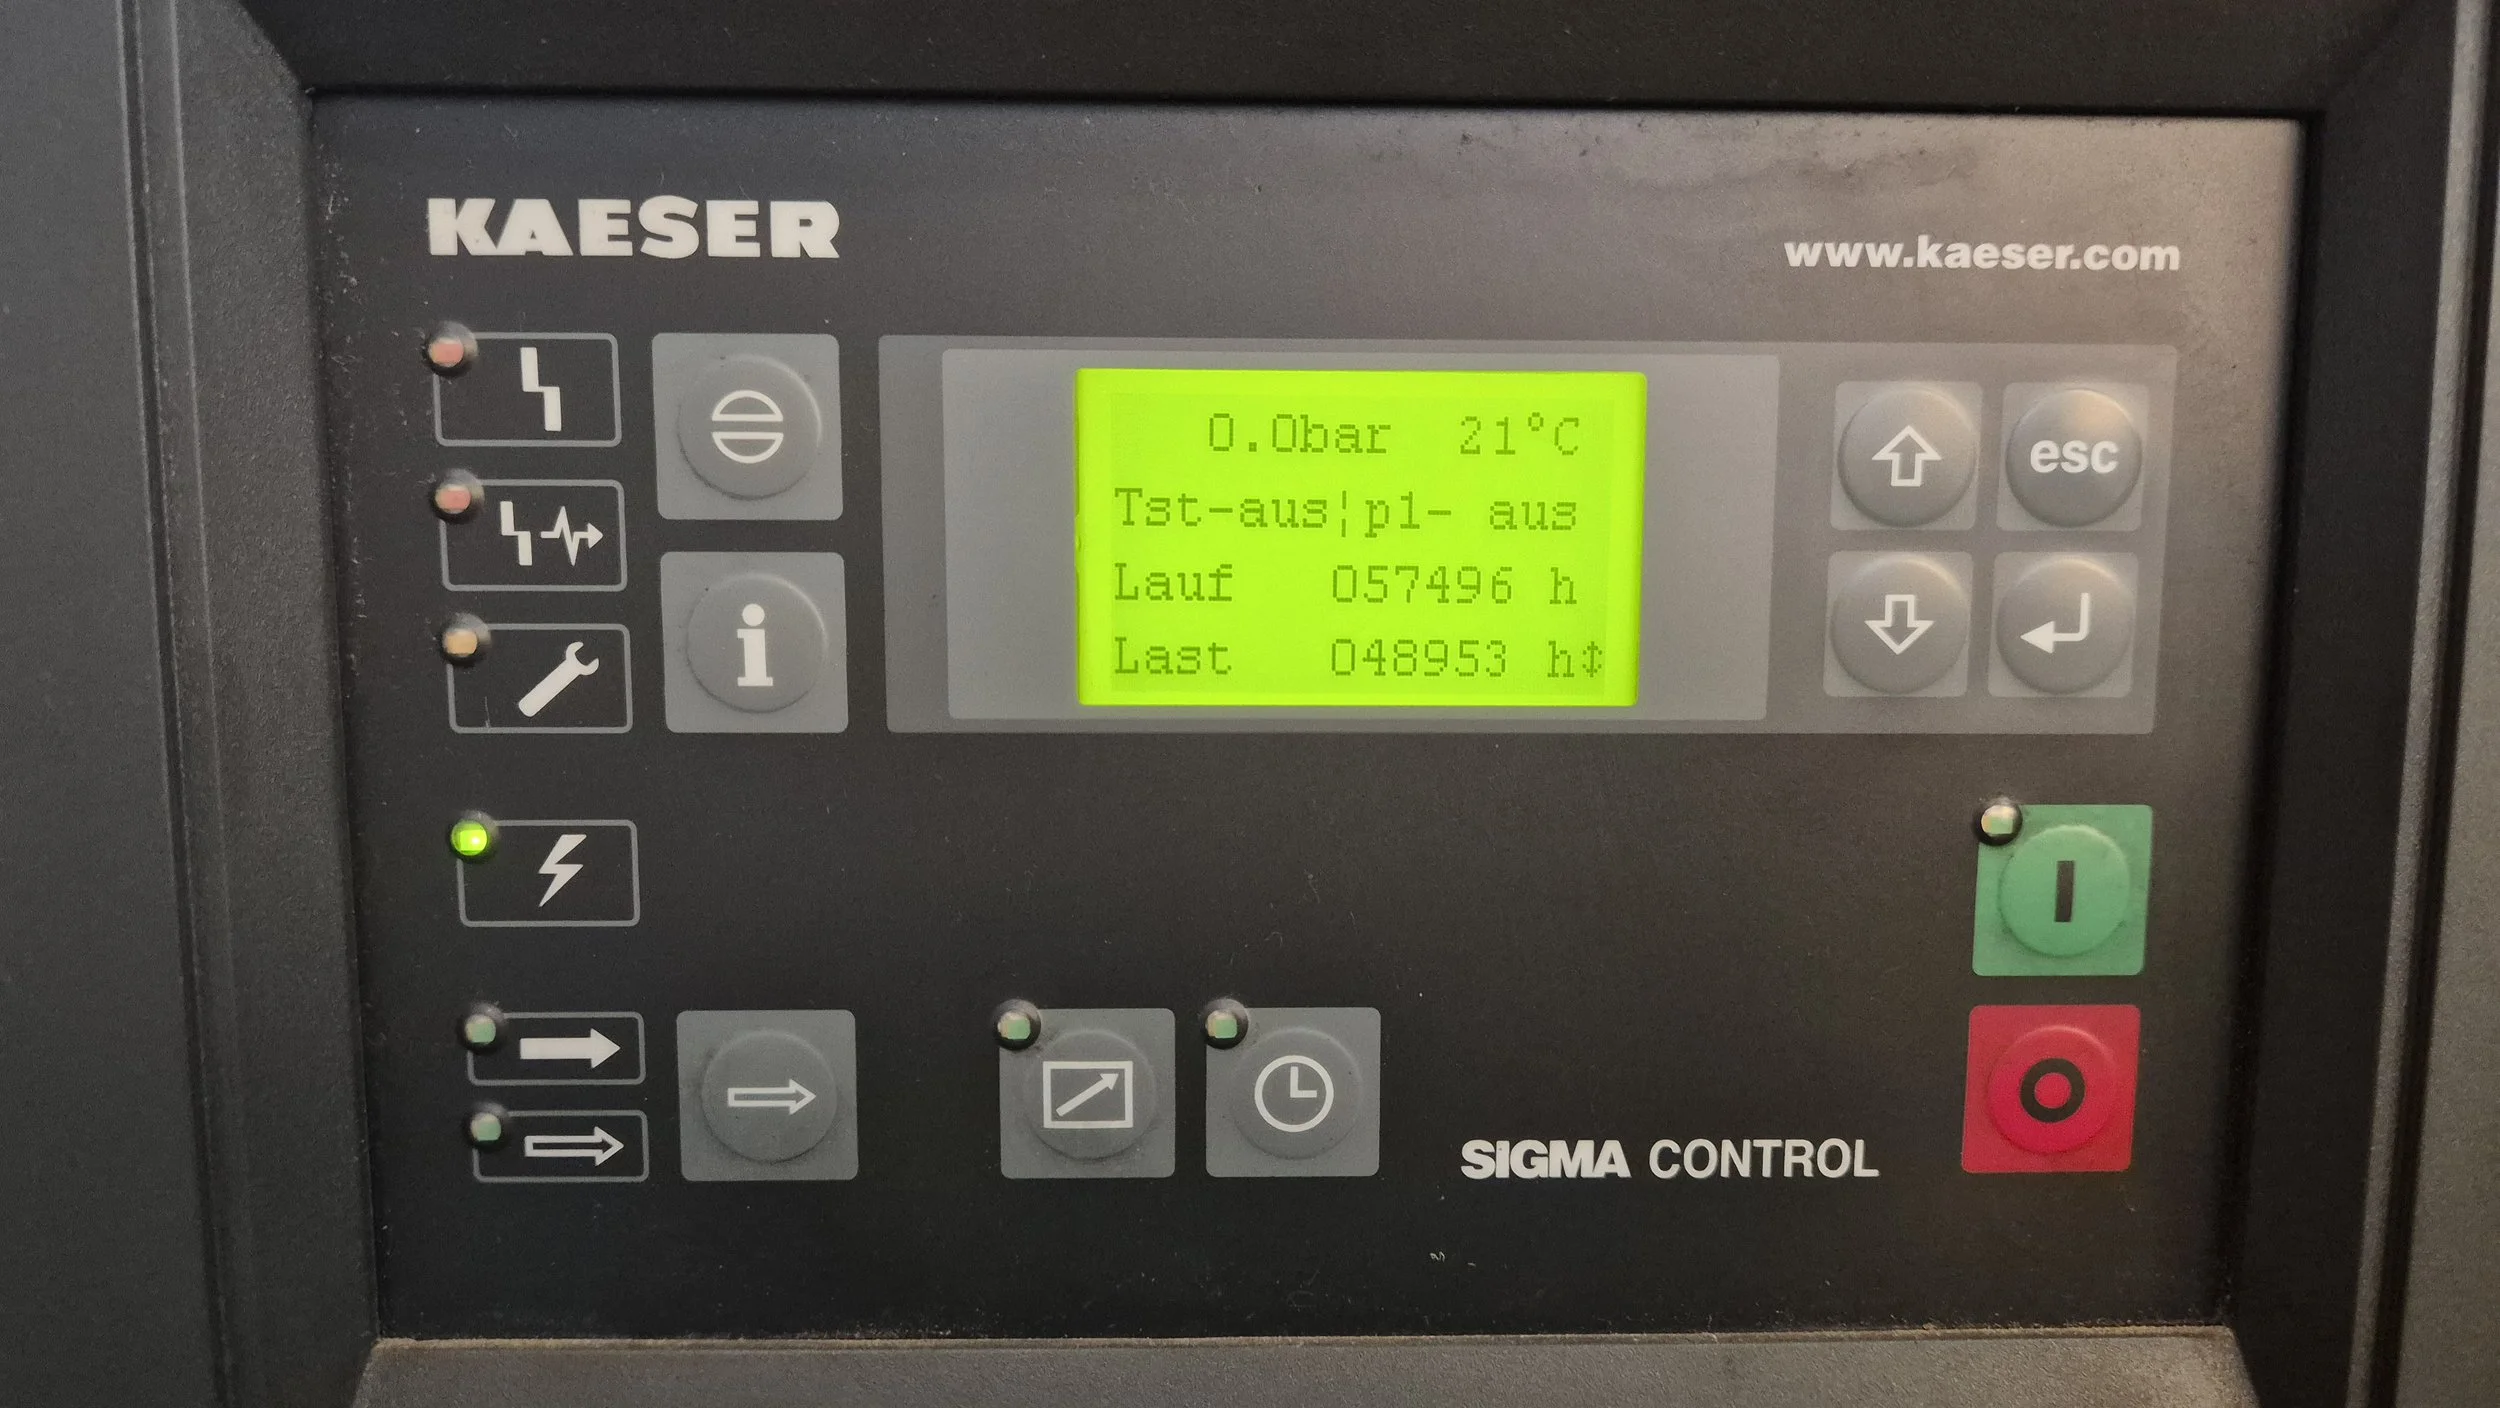 KAESER
www.kaeser.com
0.0bar 21°C
Tst-aus¦p1- aus
Lauf 057496 h
Last 048953 h
esc
i
I
O
SIGMA CONTROL